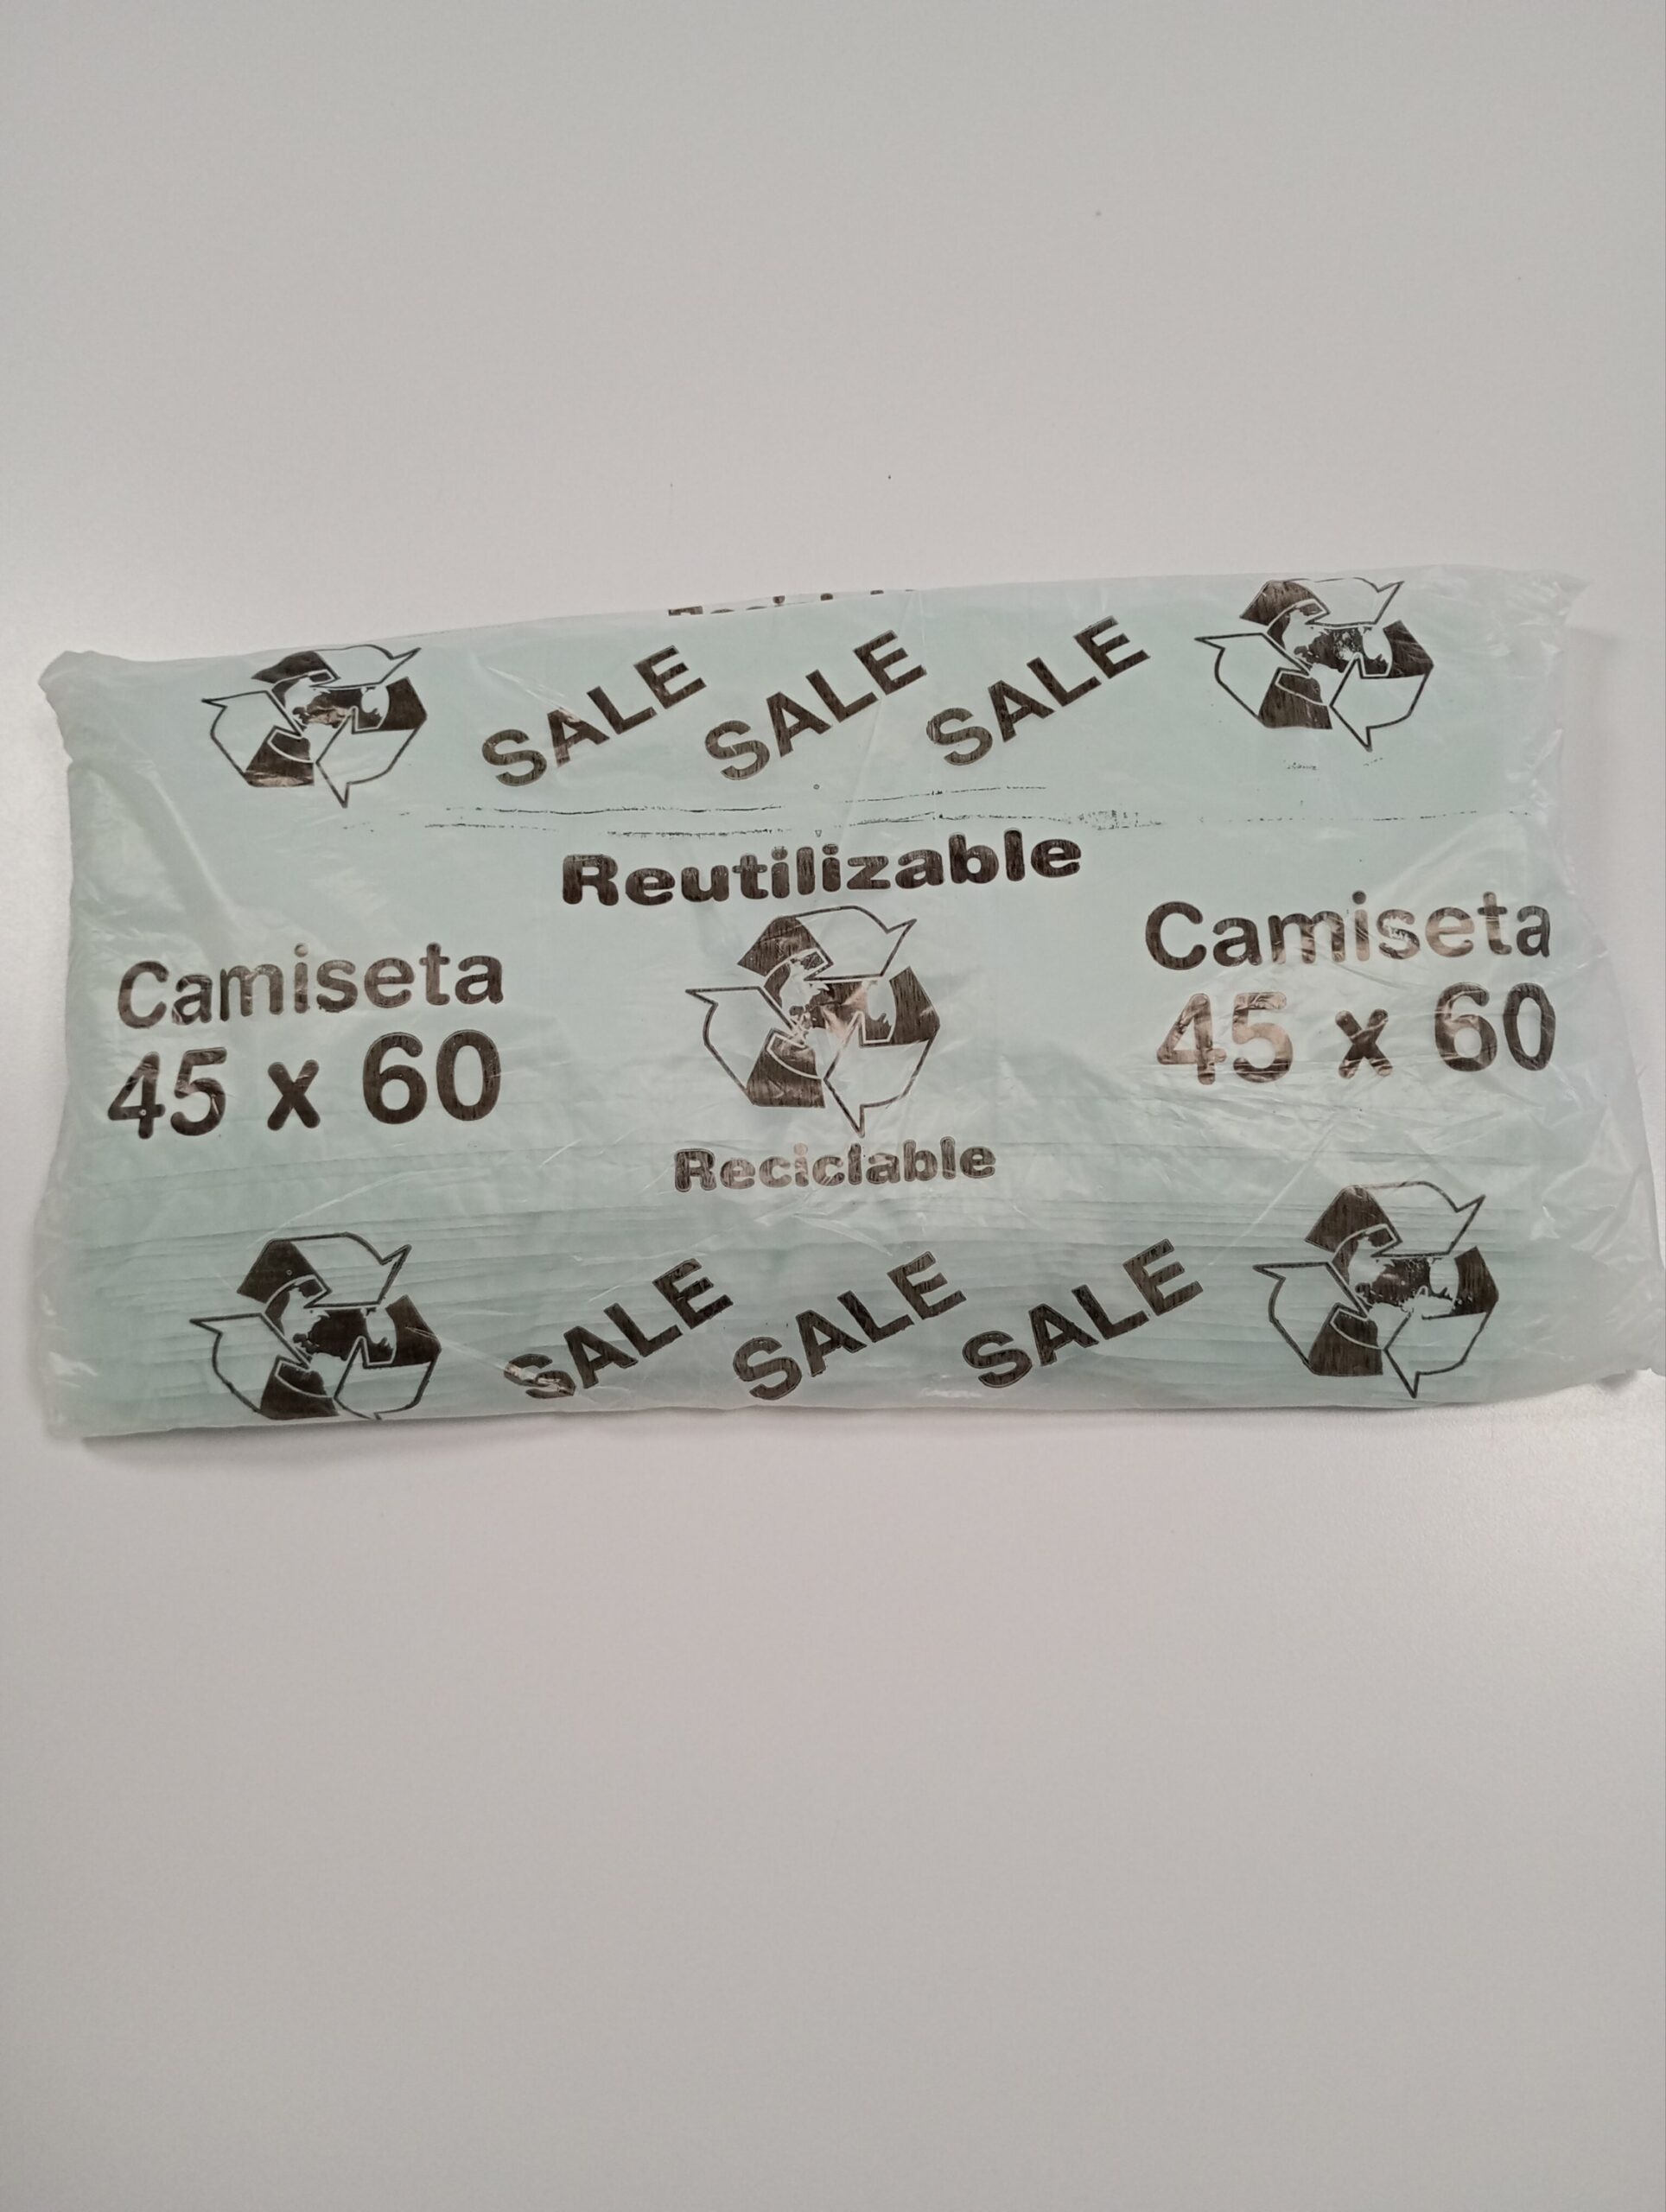 SALE SALE SALE
Reutilizable
Camiseta
45 x 60
Camiseta
45 x 60
Reciclable
SALE SALE SALE